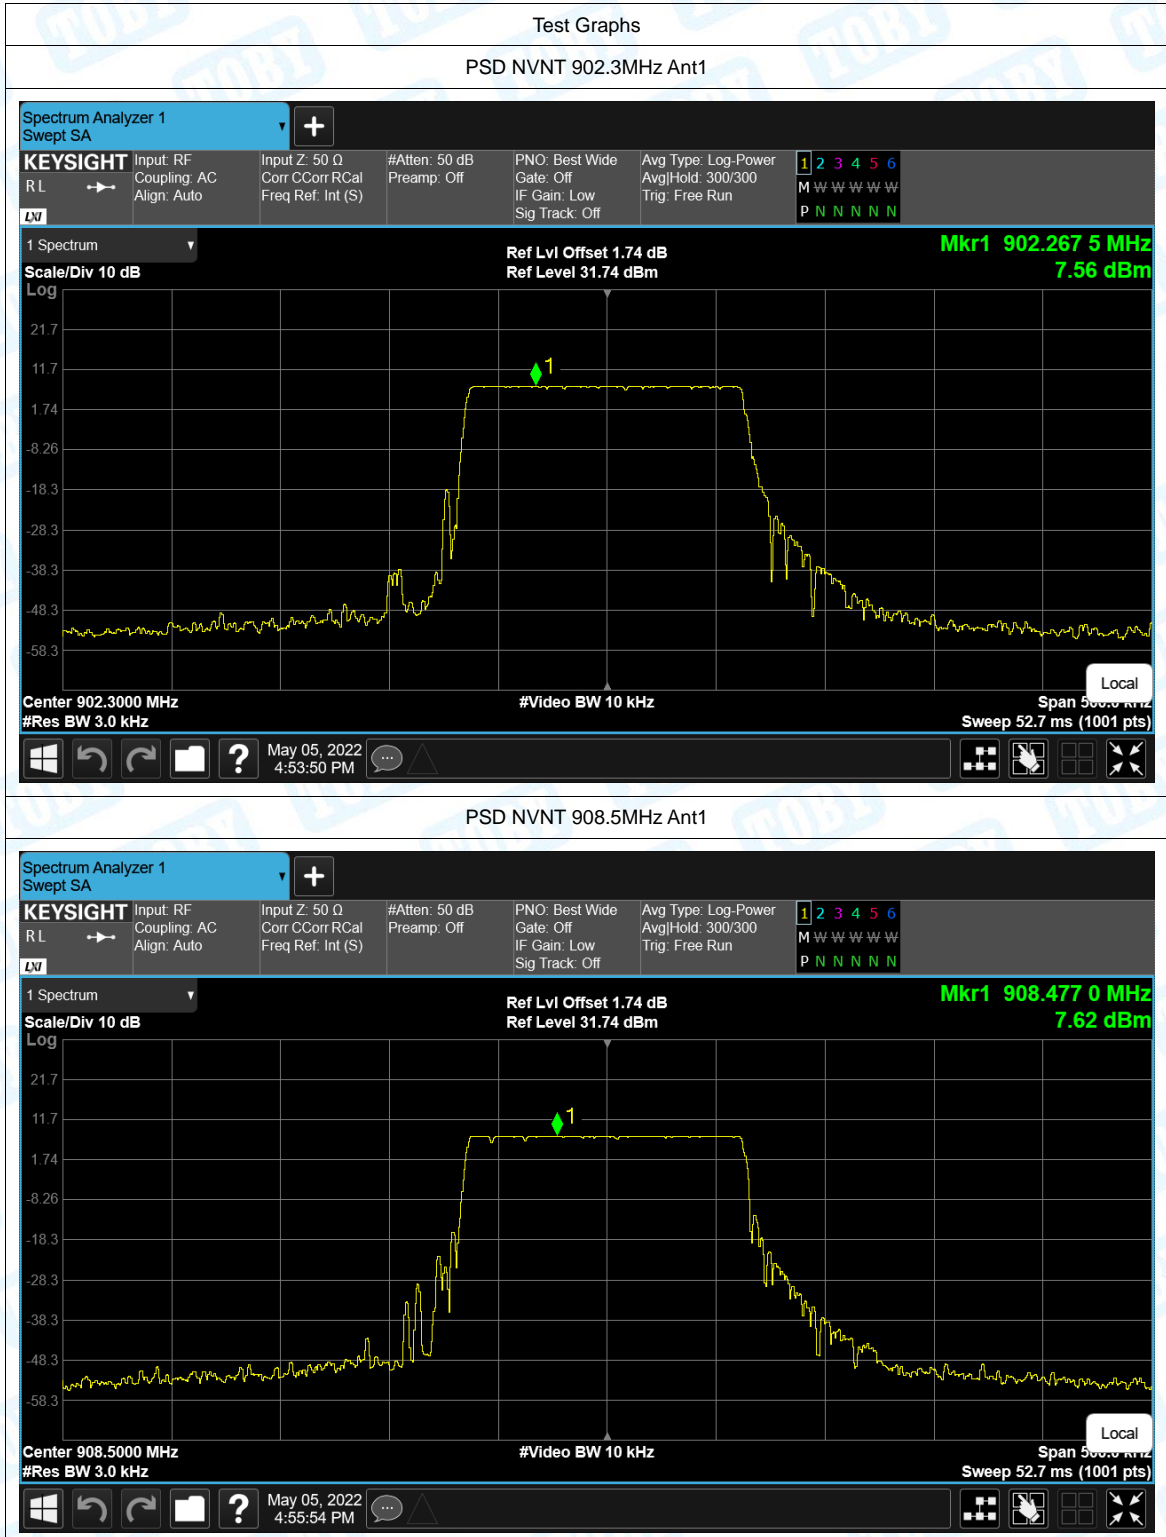 Test Graphs
PSD NVNT 902.3MHz Ant1
Spectrum Analyzer 1
Swept SA
KEYSIGHT
R L
LXI
Input: RF
Coupling: AC
Align: Auto
Input Z: 50 Ω
Corr CCorr RCal
Freq Ref: Int (S)
#Atten: 50 dB
Preamp: Off
PNO: Best Wide
Gate: Off
IF Gain: Low
Sig Track: Off
Avg Type: Log-Power
Avg|Hold: 300/300
Trig: Free Run
1 2 3 4 5 6
M W W W W W
P N N N N N
1 Spectrum
Scale/Div 10 dB
Ref Lvl Offset 1.74 dB
Ref Level 31.74 dBm
Mkr1 902.267 5 MHz
7.56 dBm
Log
21.7
11.7
1.74
-8.26
-18.3
-28.3
-38.3
-48.3
-58.3
1
Local
Center 902.3000 MHz
#Video BW 10 kHz
Span 500.0 kHz
#Res BW 3.0 kHz
Sweep 52.7 ms (1001 pts)
?
May 05, 2022
4:53:50 PM
PSD NVNT 908.5MHz Ant1
Spectrum Analyzer 1
Swept SA
KEYSIGHT
R L
LXI
Input: RF
Coupling: AC
Align: Auto
Input Z: 50 Ω
Corr CCorr RCal
Freq Ref: Int (S)
#Atten: 50 dB
Preamp: Off
PNO: Best Wide
Gate: Off
IF Gain: Low
Sig Track: Off
Avg Type: Log-Power
Avg|Hold: 300/300
Trig: Free Run
1 2 3 4 5 6
M W W W W W
P N N N N N
1 Spectrum
Scale/Div 10 dB
Ref Lvl Offset 1.74 dB
Ref Level 31.74 dBm
Mkr1 908.477 0 MHz
7.62 dBm
Log
21.7
11.7
1.74
-8.26
-18.3
-28.3
-38.3
-48.3
-58.3
1
Local
Center 908.5000 MHz
#Video BW 10 kHz
Span 500.0 kHz
#Res BW 3.0 kHz
Sweep 52.7 ms (1001 pts)
?
May 05, 2022
4:55:54 PM
TOBY